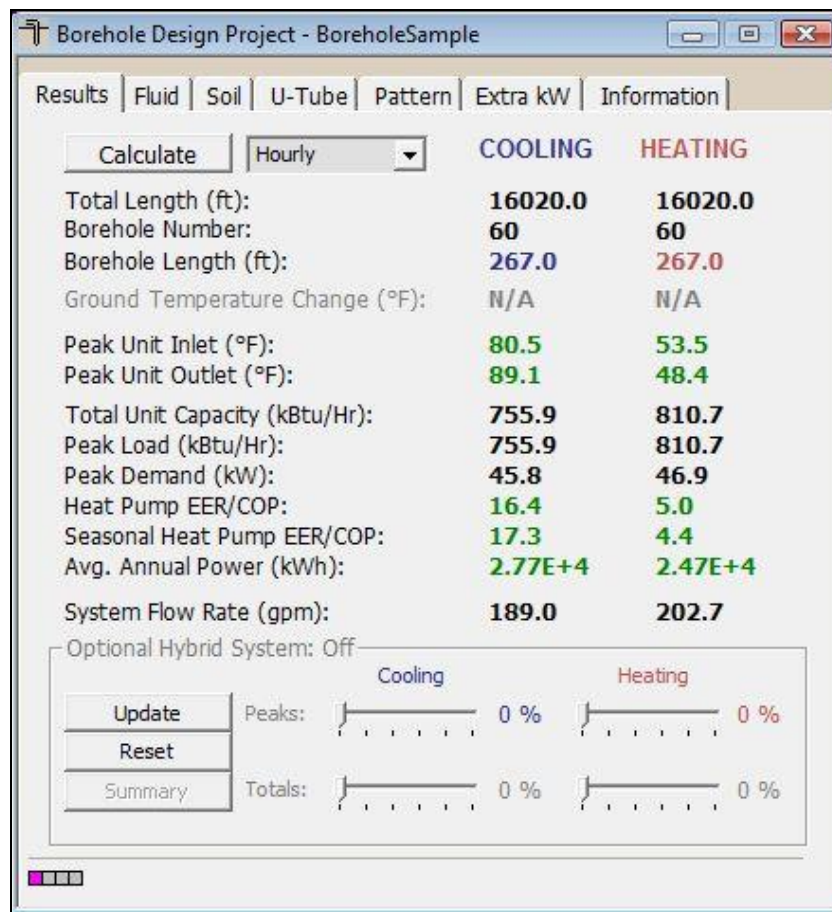 Borehole Design Project - BoreholeSample
Results Fluid Soil U-Tube Pattern Extra kW Information
Calculate Hourly COOLING HEATING
Total Length (ft): 16020.0 16020.0
Borehole Number: 60 60
Borehole Length (ft): 267.0 267.0
Ground Temperature Change (°F): N/A N/A
Peak Unit Inlet (°F): 80.5 53.5
Peak Unit Outlet (°F): 89.1 48.4
Total Unit Capacity (kBtu/Hr): 755.9 810.7
Peak Load (kBtu/Hr): 755.9 810.7
Peak Demand (kW): 45.8 46.9
Heat Pump EER/COP: 16.4 5.0
Seasonal Heat Pump EER/COP: 17.3 4.4
Avg. Annual Power (kWh): 2.77E+4 2.47E+4
System Flow Rate (gpm): 189.0 202.7
Optional Hybrid System: Off
Cooling Heating
Update Peaks: 0 % 0 %
Reset
Summary Totals: 0 % 0 %